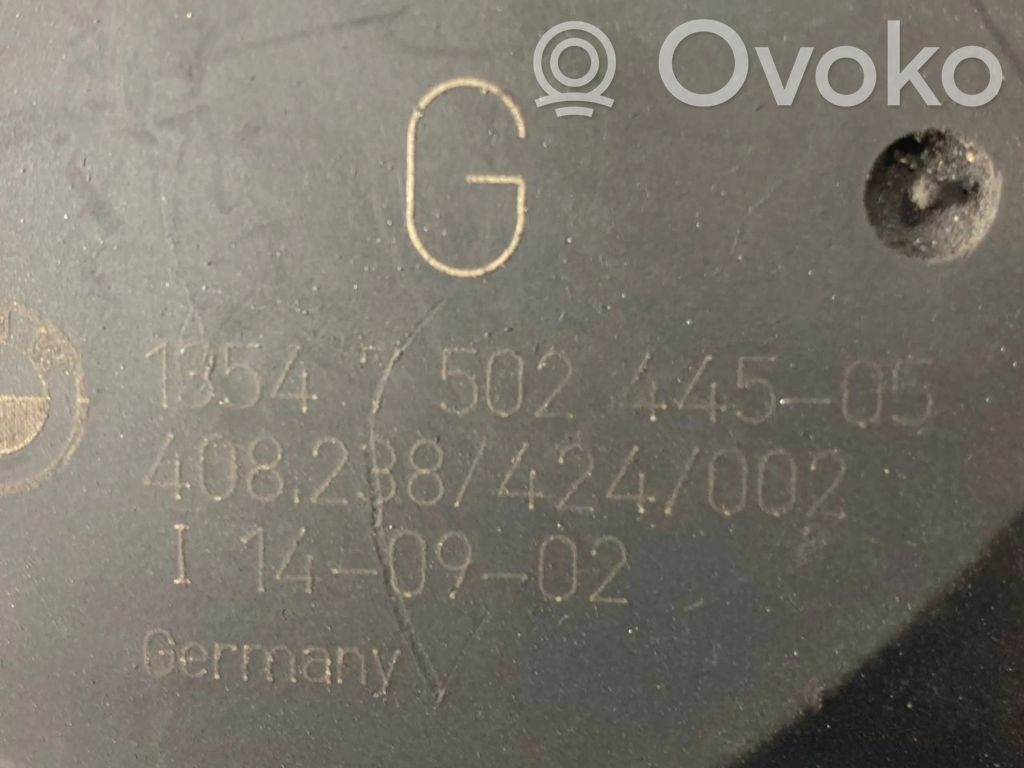 Ovoko
G
1354 7 502 445-05
408.238/424/002
I 14-09-02
Germany